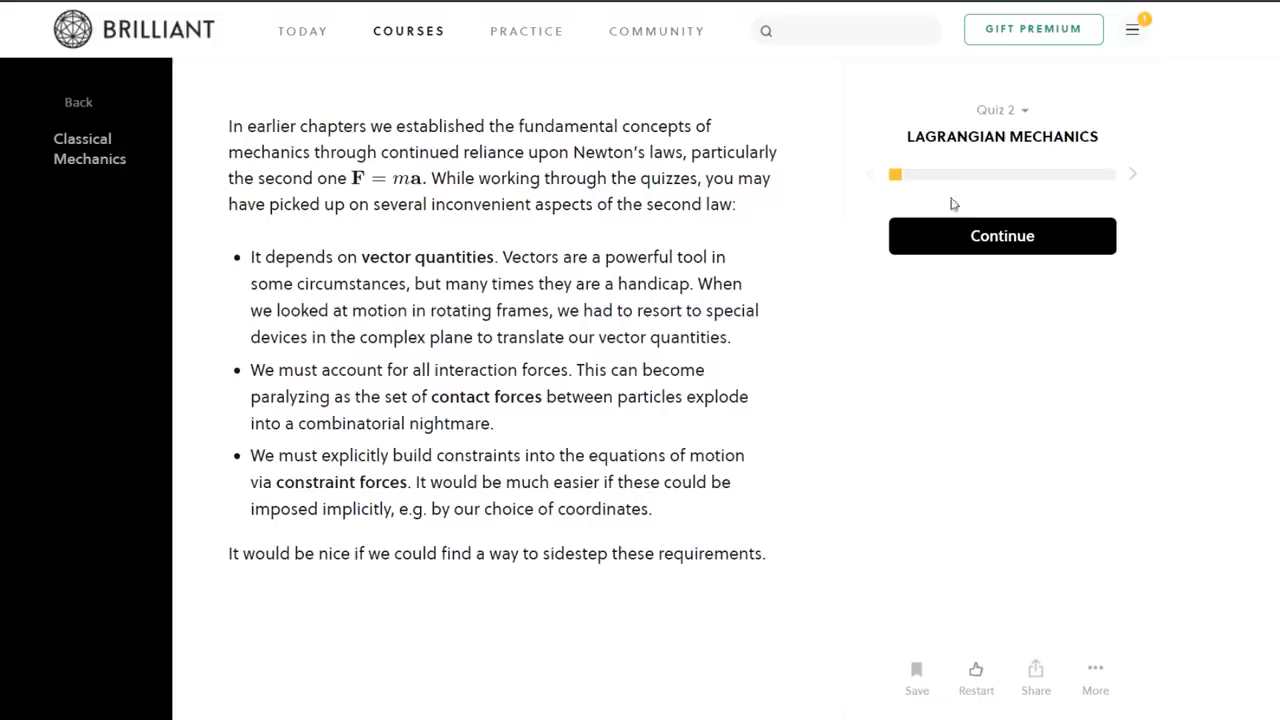 BRILLIANT
TODAY
COURSES
PRACTICE
COMMUNITY
GIFT PREMIUM
!
Back
Classical
Mechanics
In earlier chapters we established the fundamental concepts of
mechanics through continued reliance upon Newton's laws, particularly
the second one F = ma. While working through the quizzes, you may
have picked up on several inconvenient aspects of the second law:
• It depends on vector quantities. Vectors are a powerful tool in
some circumstances, but many times they are a handicap. When
we looked at motion in rotating frames, we had to resort to special
devices in the complex plane to translate our vector quantities.
• We must account for all interaction forces. This can become
paralyzing as the set of contact forces between particles explode
into a combinatorial nightmare.
• We must explicitly build constraints into the equations of motion
via constraint forces. It would be much easier if these could be
imposed implicitly, e.g. by our choice of coordinates.
It would be nice if we could find a way to sidestep these requirements.
Quiz 2
LAGRANGIAN MECHANICS
Continue
Save
Restart
Share
More